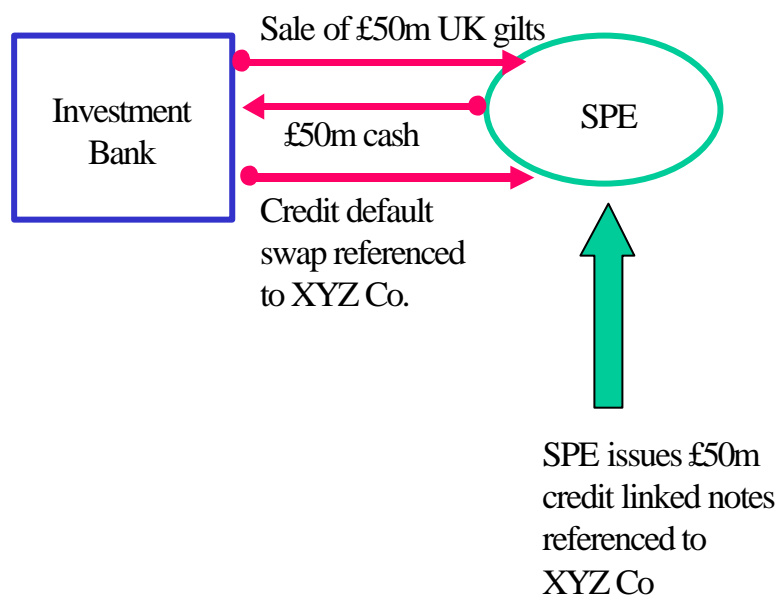 Sale of £50m UK gilts
Investment
Bank
SPE
£50m cash
Credit default
swap referenced
to XYZ Co.
SPE issues £50m
credit linked notes
referenced to
XYZ Co